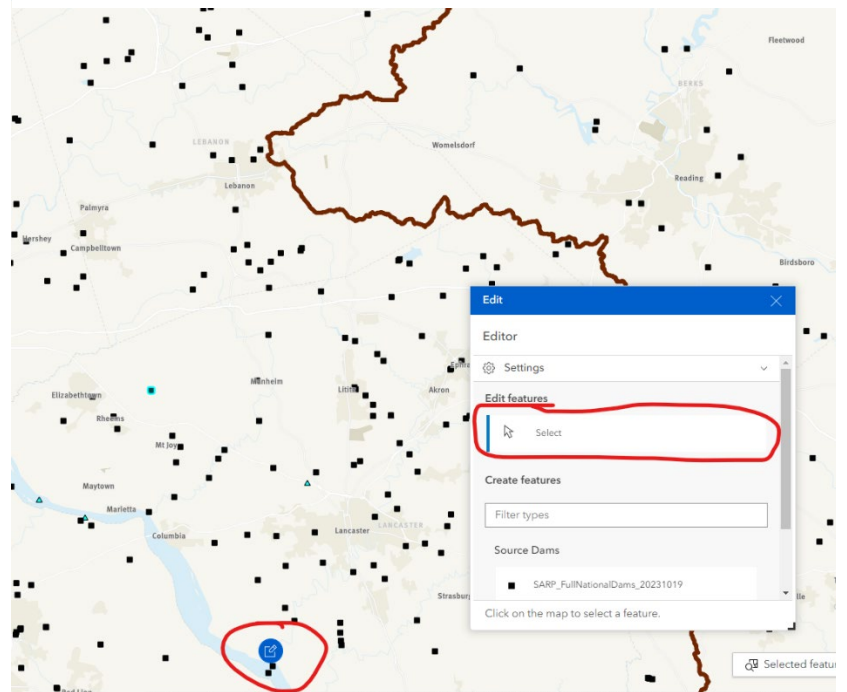 Fleetwood
BERKS
LEBANON
Womelsdorf
Reading
Lebanon
Palmyra
Hershey
Campbelltown
Birdsboro
Edit
Editor
Settings
Edit features
Select
Manheim
Lititz
Akron
Elizabethtown
Rheems
Mt Joy
Create features
Maytown
Marietta
Filter types
Columbia
Lancaster
LANCASTER
Source Dams
SARP_FullNationalDams_20231019
Strasburg
Click on the map to select a feature.
Selected featu